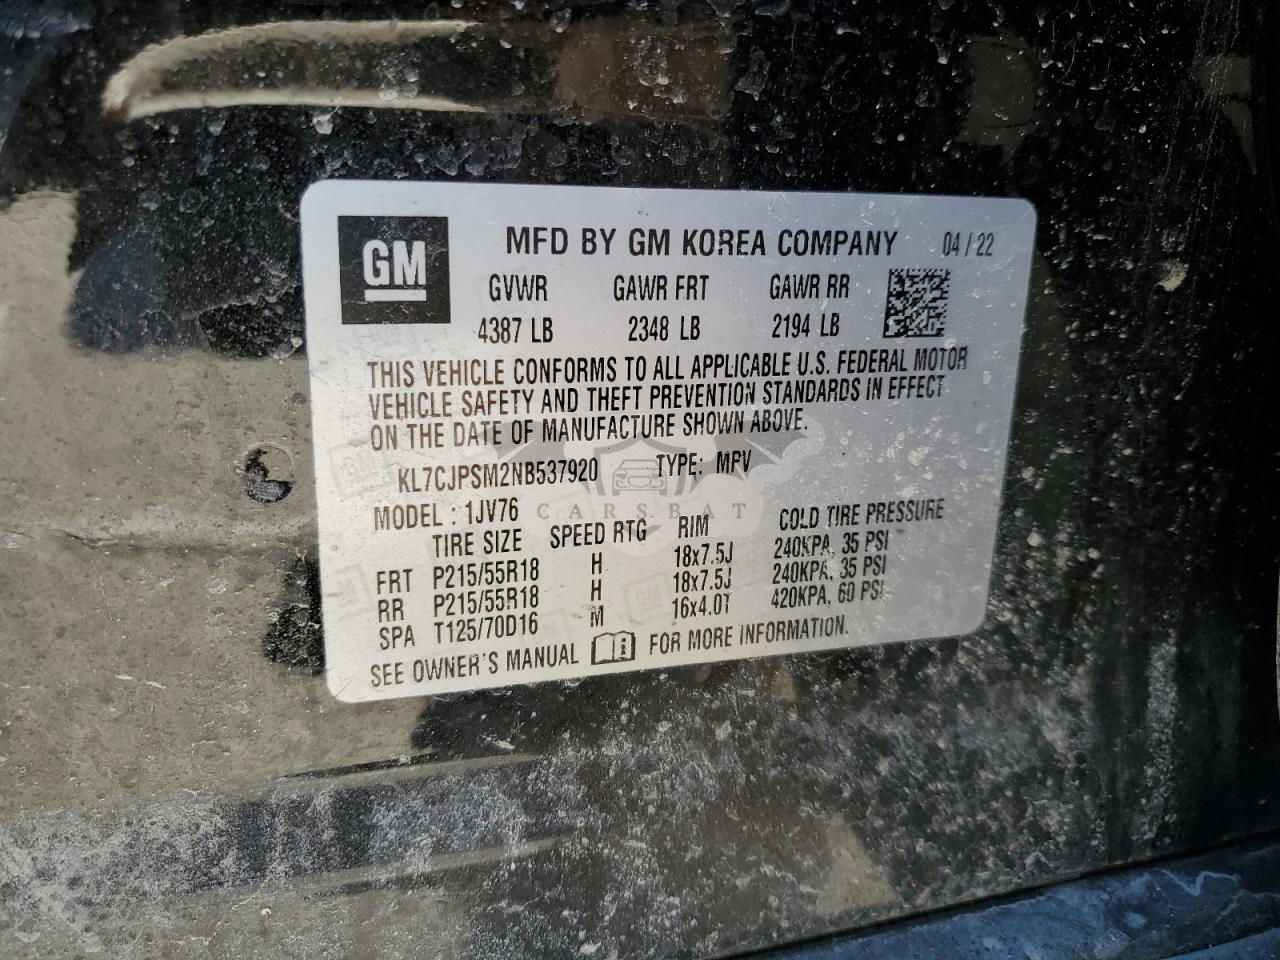 GM
MFD BY GM KOREA COMPANY 04 / 22
GVWR GAWR FRT GAWR RR
4387 LB 2348 LB 2194 LB
THIS VEHICLE CONFORMS TO ALL APPLICABLE U.S. FEDERAL MOTOR
VEHICLE SAFETY AND THEFT PREVENTION STANDARDS IN EFFECT
ON THE DATE OF MANUFACTURE SHOWN ABOVE.
KL7CJPSM2NB537920 TYPE: MPV
MODEL : 1JV76
CARSBAT
TIRE SIZE SPEED RTG RIM COLD TIRE PRESSURE
FRT P215/55R18 H 18x7.5J 240KPA, 35 PSI
RR P215/55R18 H 18x7.5J 240KPA, 35 PSI
SPA T125/70D16 M 16x4.0T 420KPA, 60 PSI
SEE OWNER'S MANUAL FOR MORE INFORMATION.